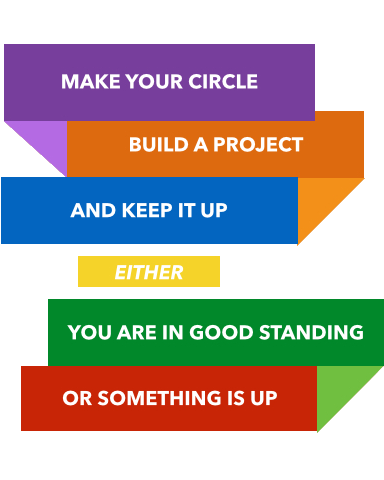 MAKE YOUR CIRCLE
BUILD A PROJECT
AND KEEP IT UP
EITHER
YOU ARE IN GOOD STANDING
OR SOMETHING IS UP